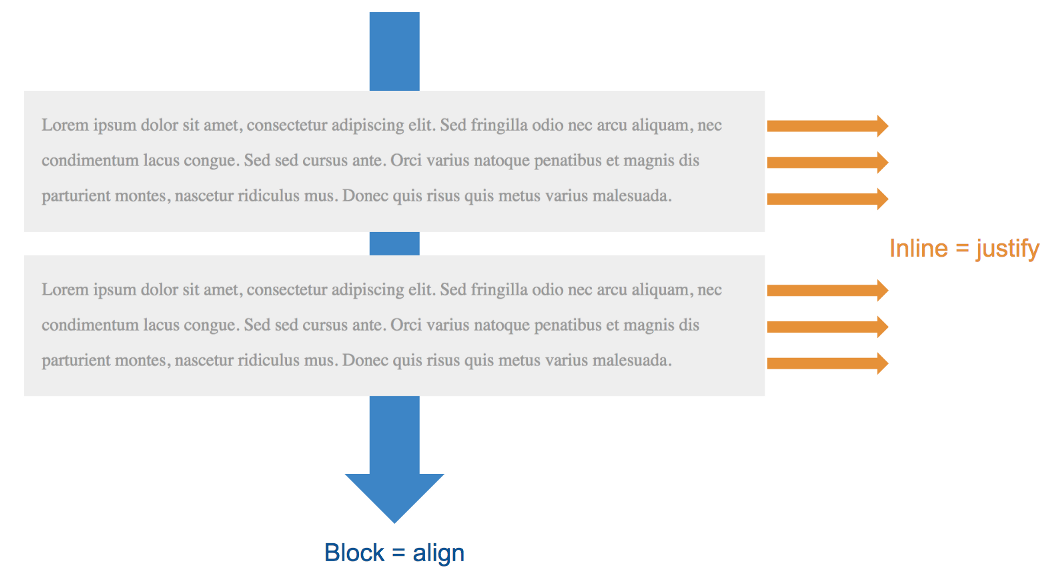 Lorem ipsum dolor sit amet, consectetur adipiscing elit. Sed fringilla odio nec arcu aliquam, nec
condimentum lacus congue. Sed sed cursus ante. Orci varius natoque penatibus et magnis dis
parturient montes, nascetur ridiculus mus. Donec quis risus quis metus varius malesuada.
Inline = justify
Lorem ipsum dolor sit amet, consectetur adipiscing elit. Sed fringilla odio nec arcu aliquam, nec
condimentum lacus congue. Sed sed cursus ante. Orci varius natoque penatibus et magnis dis
parturient montes, nascetur ridiculus mus. Donec quis risus quis metus varius malesuada.
Block = align